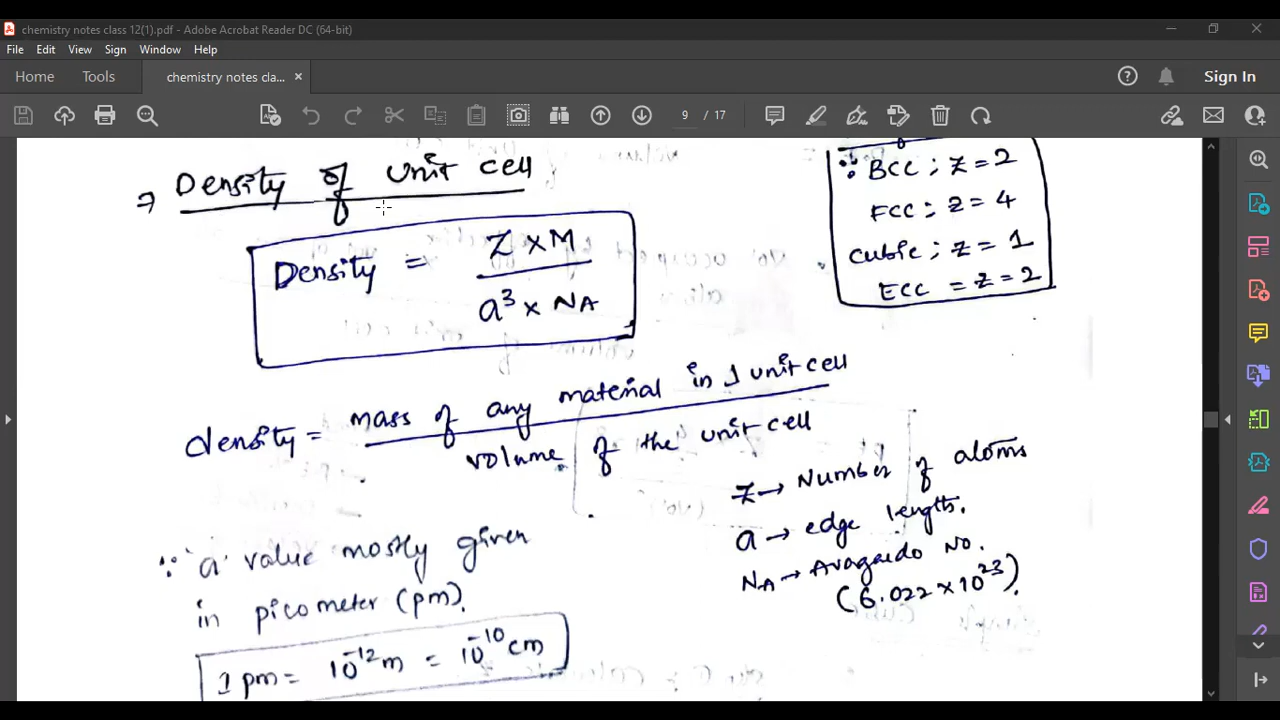 chemistry notes class 12(1).pdf - Adobe Acrobat Reader DC (64-bit)
File Edit View Sign Window Help
Home Tools chemistry notes cla... × Sign In
9 / 17
⇒ Density of unit cell
Density = Z × M / a³ × NA
∵ BCC ; Z = 2
FCC ; Z = 4
Cubic ; Z = 1
ECC = Z = 2
density = mass of any material in 1 unit cell
volume of the unit cell
Z → Number of atoms
a → edge length.
NA → Avagardo No.
(6.022 × 10²³).
∵ 'a' value mostly given
in picometer (pm).
1 pm = 10⁻¹² m = 10⁻¹⁰ cm